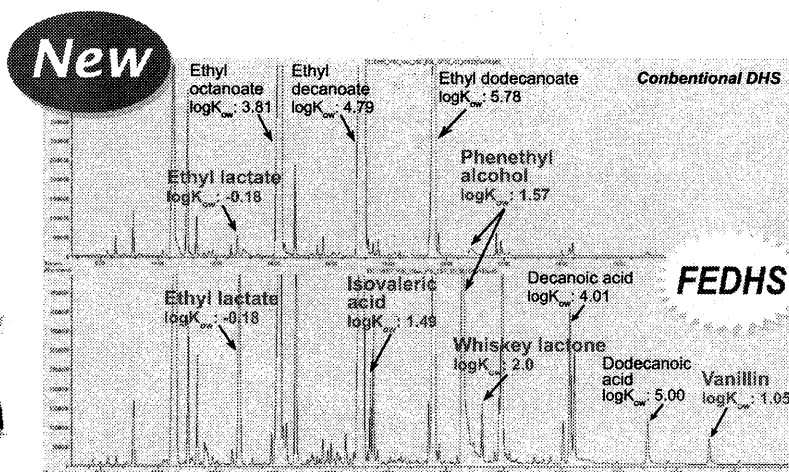 New
Ethyl
octanoate
logKow: 3.81
Ethyl
decanoate
logKow: 4.79
Ethyl dodecanoate
logKow: 5.78
Conbentional DHS
Ethyl lactate
logKow: -0.18
Phenethyl
alcohol
logKow: 1.57
FEDHS
Ethyl lactate
logKow: -0.18
Isovaleric
acid
logKow: 1.49
Decanoic acid
logKow: 4.01
Whiskey lactone
logKow: 2.0
Dodecanoic
acid
logKow: 5.00
Vanillin
logKow: 1.05